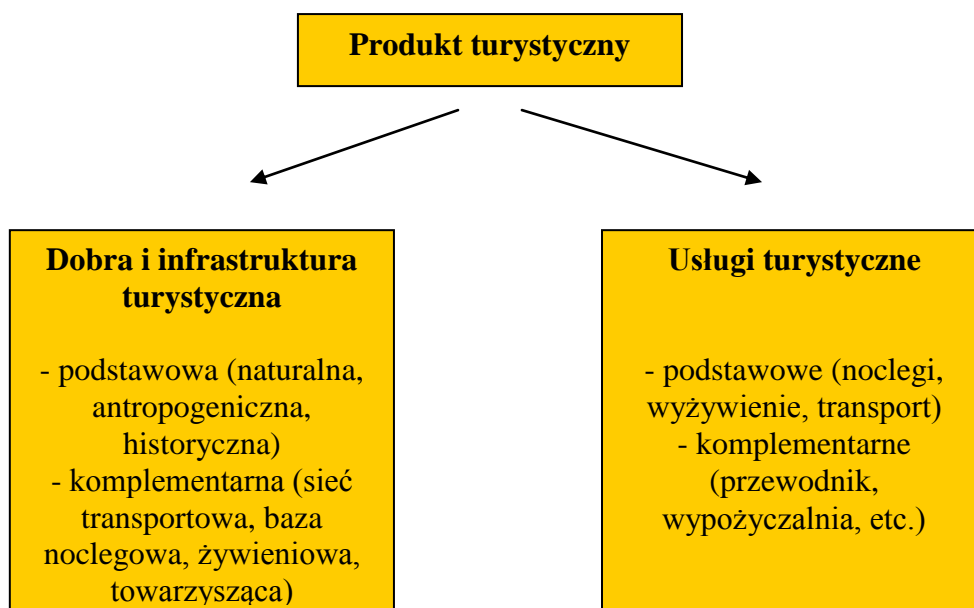 Produkt turystyczny
Dobra i infrastruktura
turystyczna
- podstawowa (naturalna,
antropogeniczna,
historyczna)
- komplementarna (sieć
transportowa, baza
noclegowa, żywieniowa,
towarzysząca)
Usługi turystyczne
- podstawowe (noclegi,
wyżywienie, transport)
- komplementarne
(przewodnik,
wypożyczalnia, etc.)